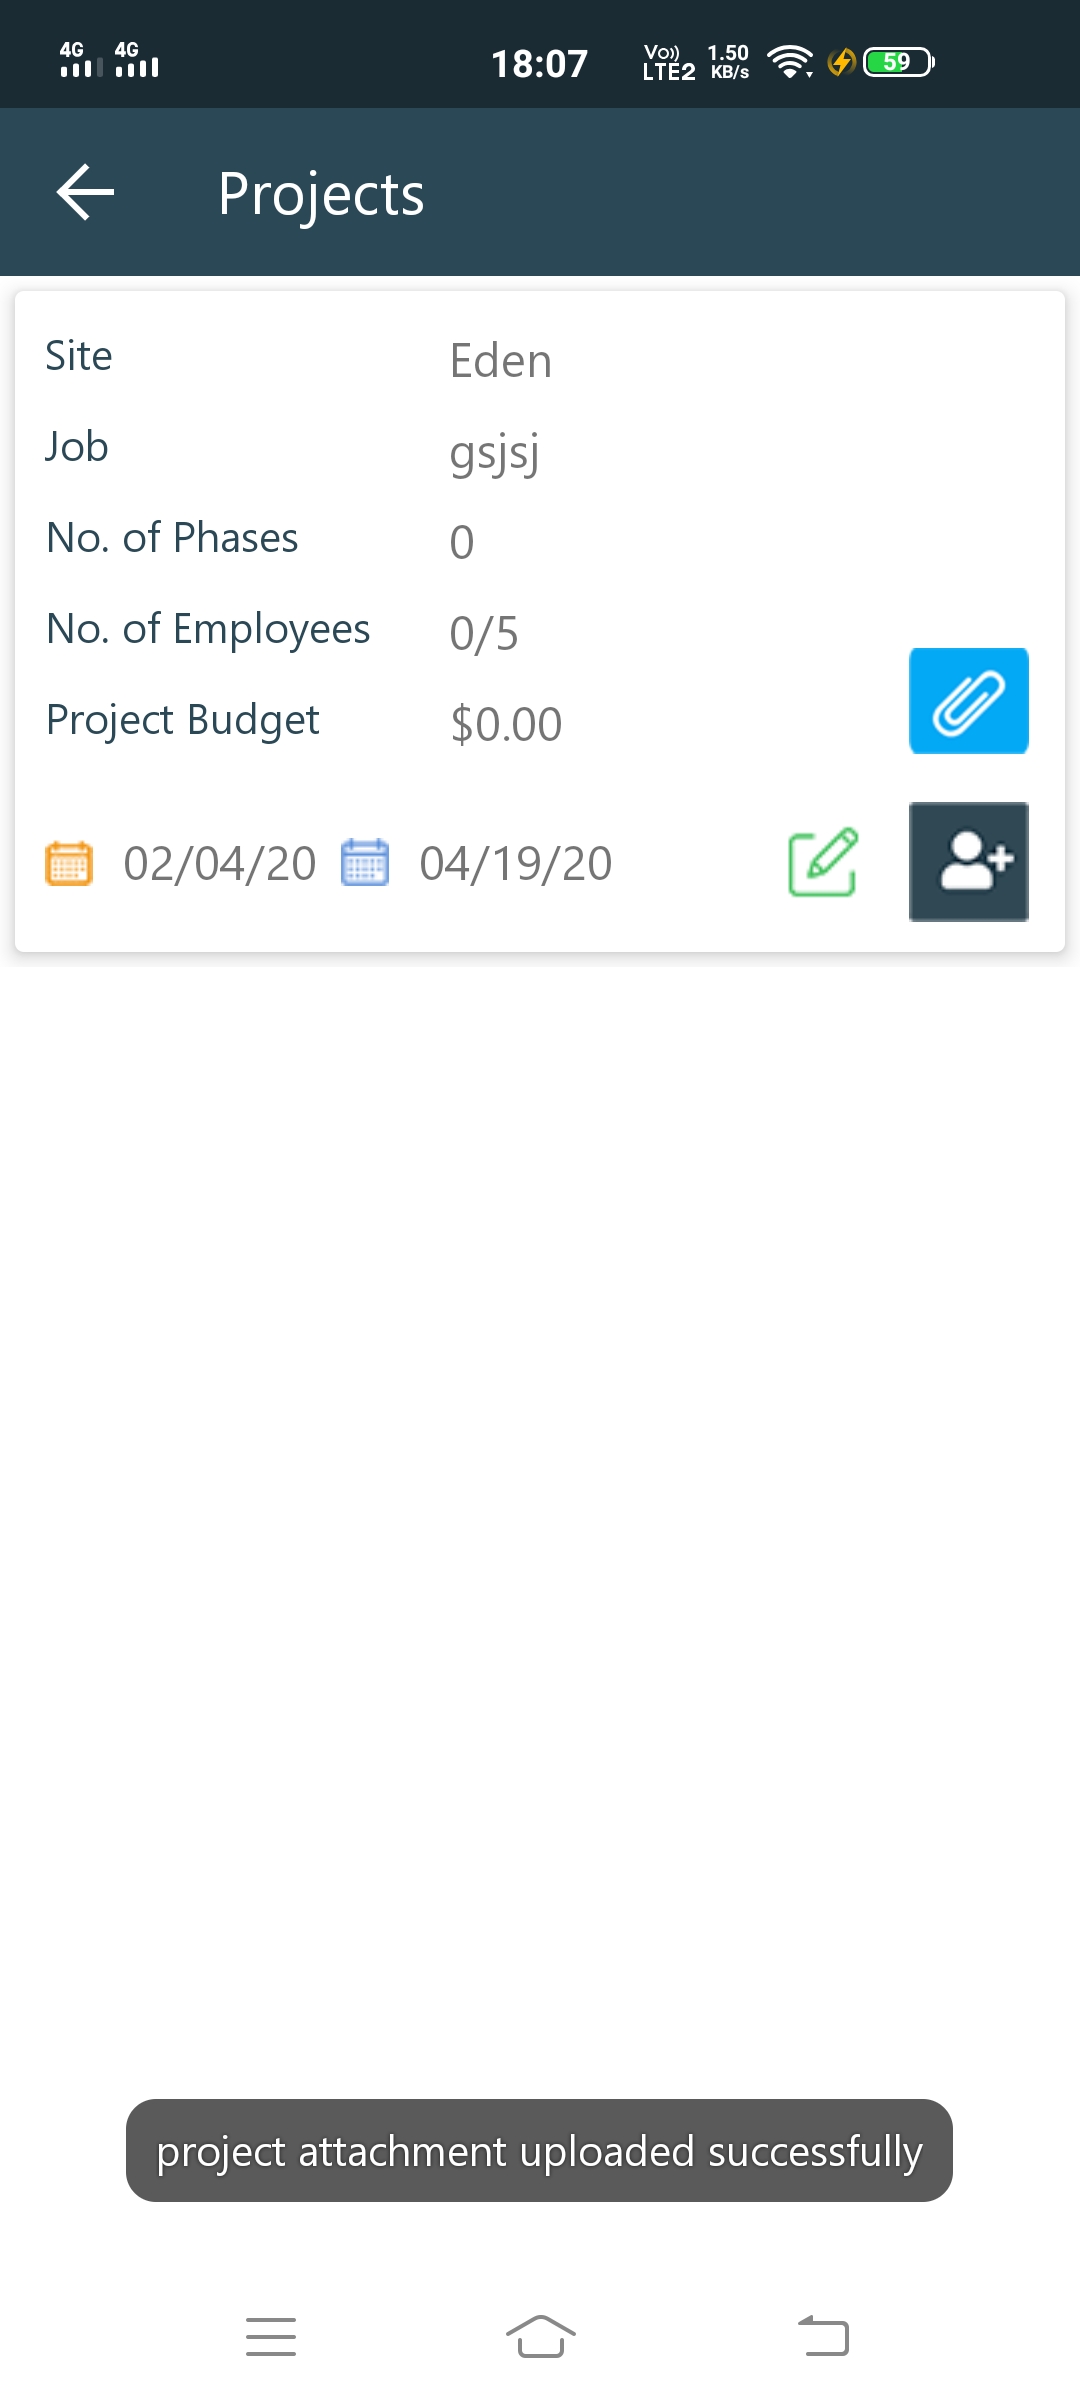 4G 4G 18:07 Vo)) LTE2 1.50 KB/s 59
Projects
Site Eden
Job gsjsj
No. of Phases 0
No. of Employees 0/5
Project Budget $0.00
02/04/20 04/19/20
project attachment uploaded successfully